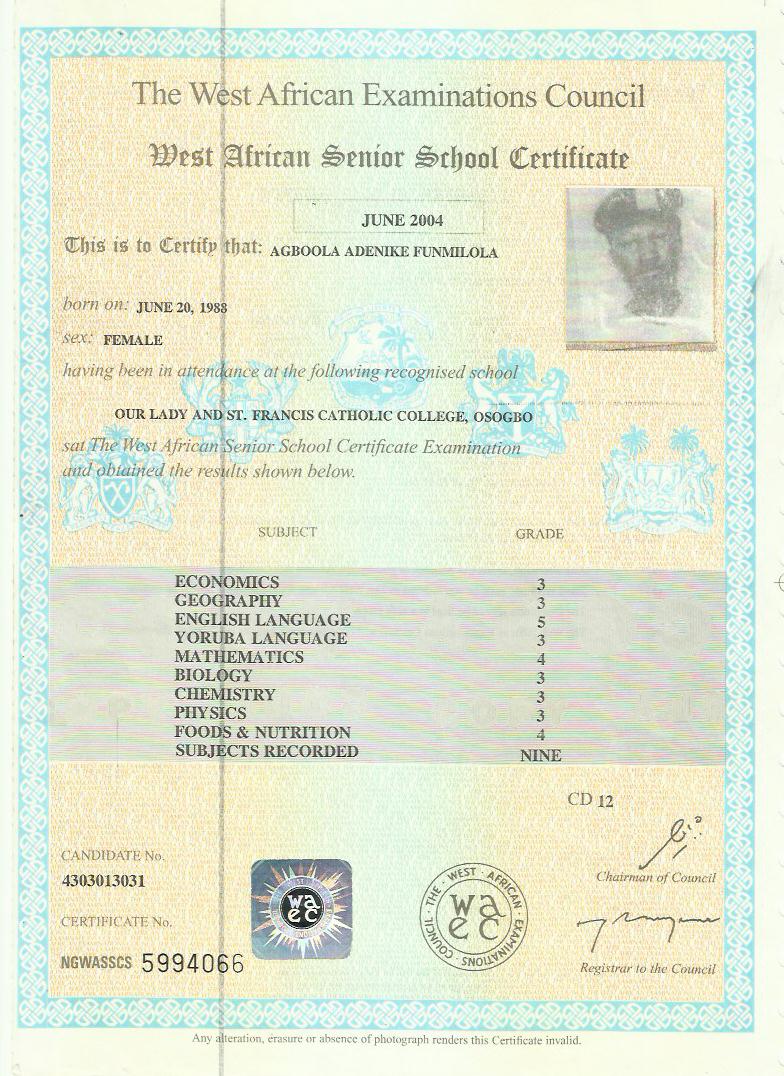 The West African Examinations Council
West African Senior School Certificate
JUNE 2004
This is to Certify that: AGBOOLA ADENIKE FUNMILOLA
born on: JUNE 20, 1988
sex: FEMALE
having been in attendance at the following recognised school
OUR LADY AND ST. FRANCIS CATHOLIC COLLEGE, OSOGBO
sat The West African Senior School Certificate Examination
and obtained the results shown below.
SUBJECT GRADE
ECONOMICS 3
GEOGRAPHY 3
ENGLISH LANGUAGE 5
YORUBA LANGUAGE 3
MATHEMATICS 4
BIOLOGY 3
CHEMISTRY 3
PHYSICS 3
FOODS & NUTRITION 4
SUBJECTS RECORDED NINE
CD 12
Chairman of Council
CANDIDATE No.
4303013031
CERTIFICATE No.
NGWASSCS 5994066
waec
THE · WEST · AFRICAN · EXAMINATIONS · COUNCIL ·
waec
Registrar to the Council
Any alteration, erasure or absence of photograph renders this Certificate invalid.